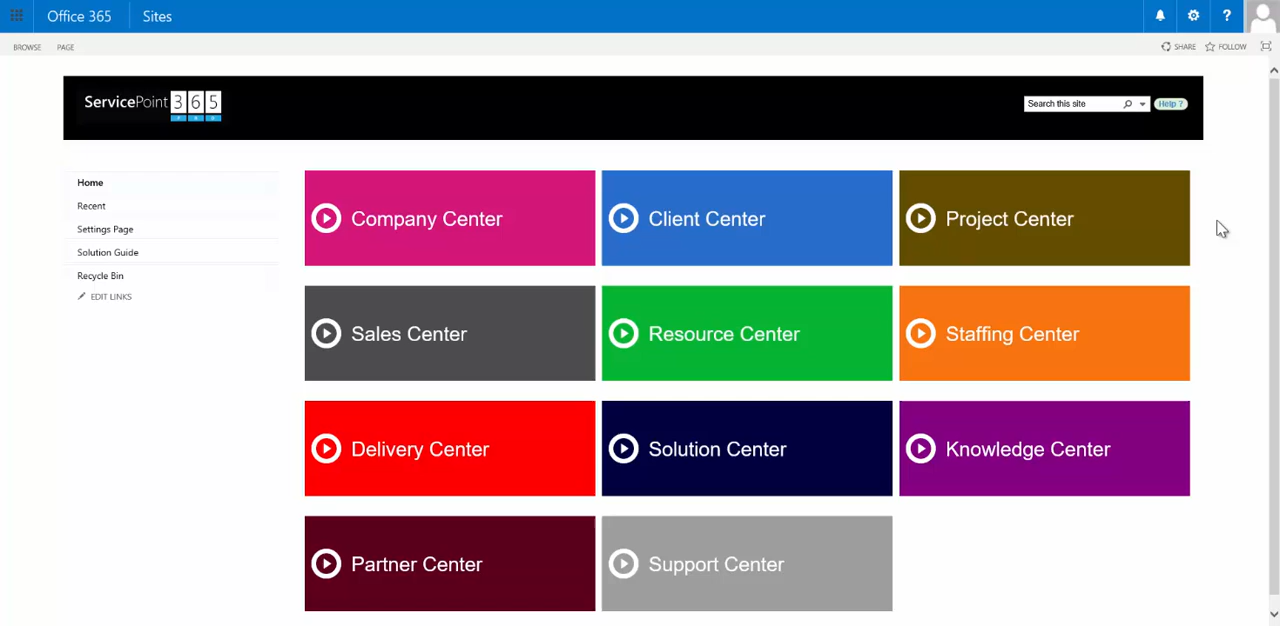 Office 365 Sites
BROWSE PAGE SHARE FOLLOW
ServicePoint 365
Search this site Help ?
Home
Recent
Settings Page
Solution Guide
Recycle Bin
EDIT LINKS
Company Center Client Center Project Center
Sales Center Resource Center Staffing Center
Delivery Center Solution Center Knowledge Center
Partner Center Support Center